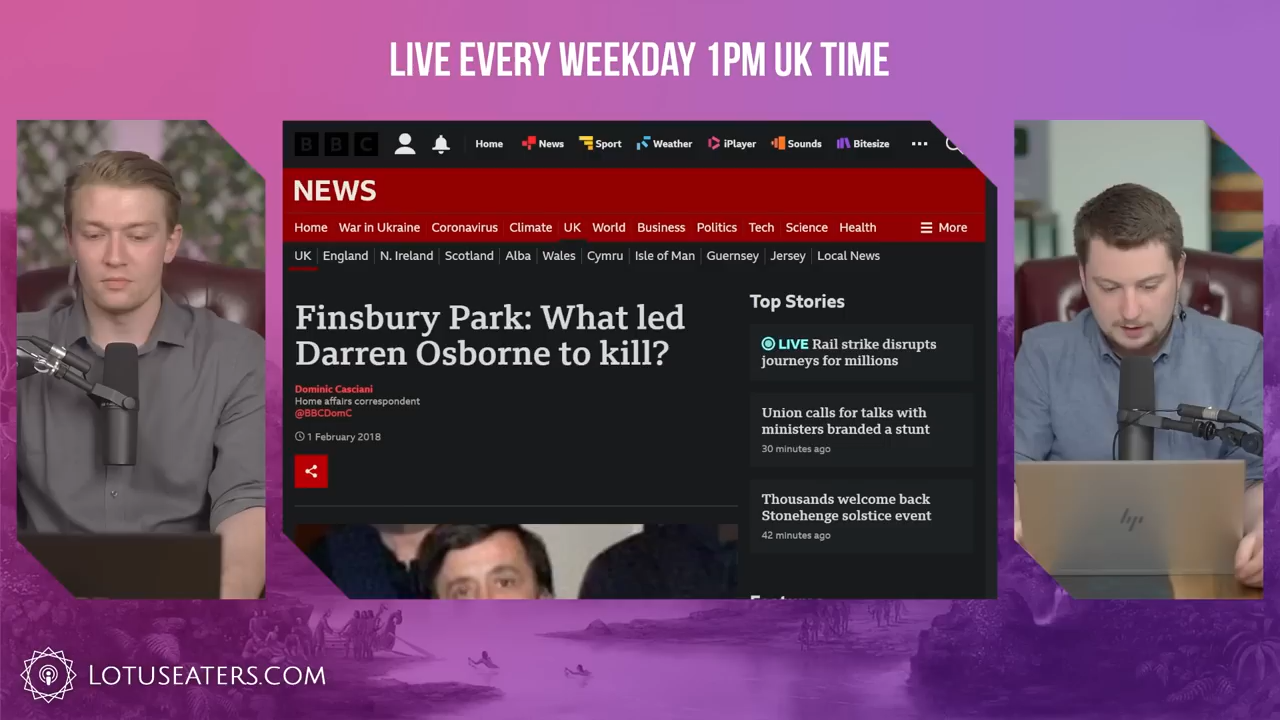 LIVE EVERY WEEKDAY 1PM UK TIME
BBC
Home News Sport Weather iPlayer Sounds Bitesize
NEWS
Home War in Ukraine Coronavirus Climate UK World Business Politics Tech Science Health More
UK England N. Ireland Scotland Alba Wales Cymru Isle of Man Guernsey Jersey Local News
Finsbury Park: What led
Darren Osborne to kill?
Dominic Casciani
Home affairs correspondent
@BBCDomC
1 February 2018
Top Stories
LIVE Rail strike disrupts
journeys for millions
Union calls for talks with
ministers branded a stunt
30 minutes ago
Thousands welcome back
Stonehenge solstice event
42 minutes ago
hp
LOTUSEATERS.COM